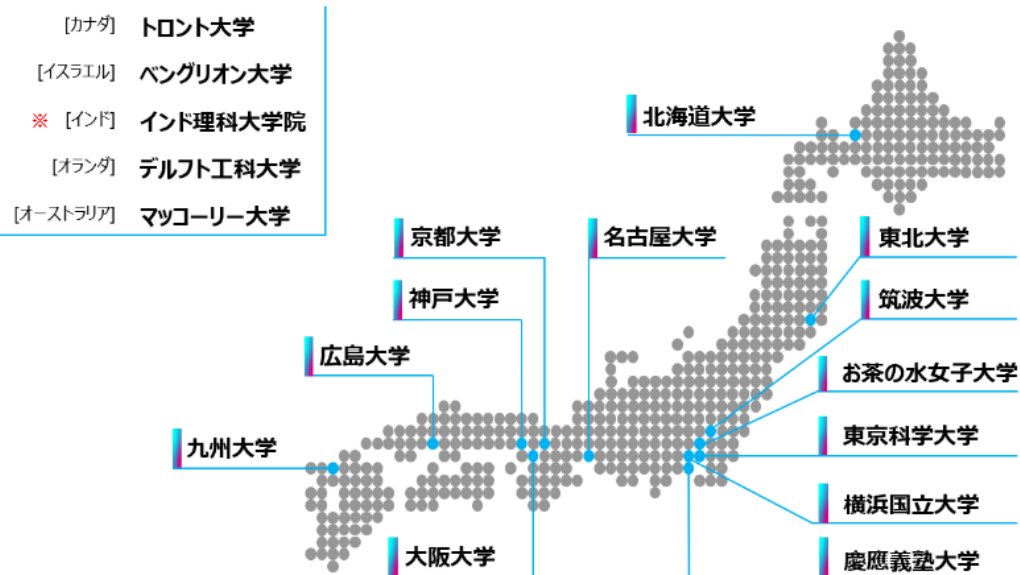 [カナダ] トロント大学
[イスラエル] ベングリオン大学
※ [インド] インド理科大学院
[オランダ] デルフト工科大学
[オーストラリア] マッコーリー大学
北海道大学
京都大学
名古屋大学
東北大学
神戸大学
筑波大学
広島大学
お茶の水女子大学
九州大学
東京科学大学
横浜国立大学
大阪大学
慶應義塾大学